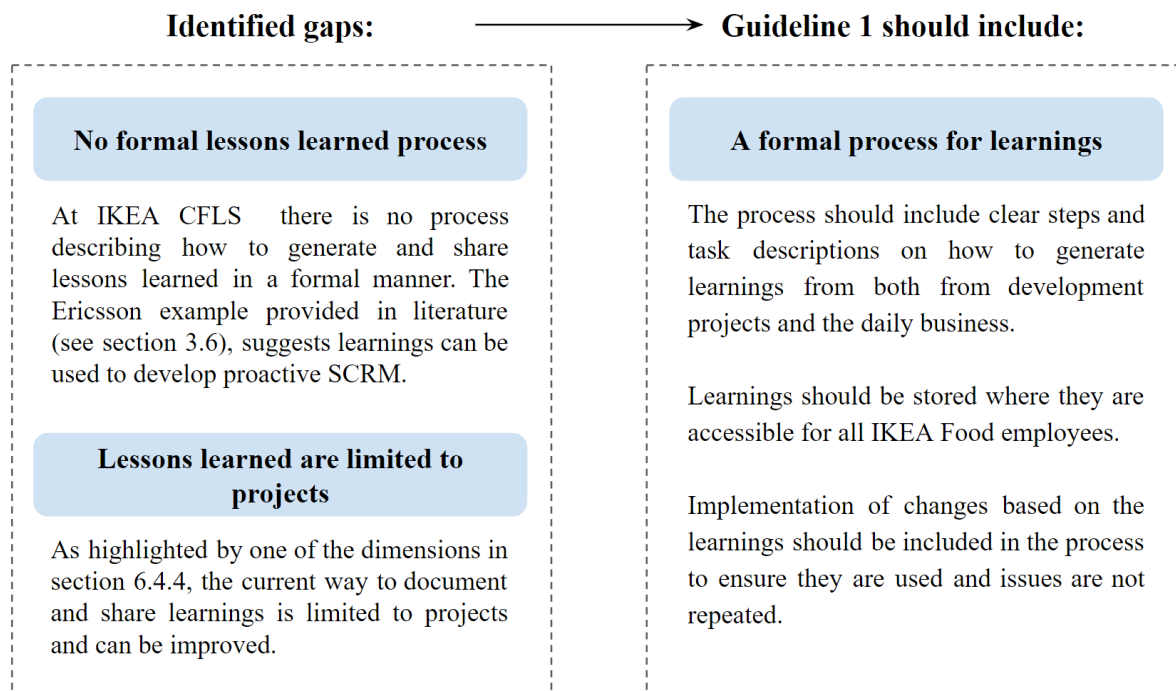 Identified gaps:
Guideline 1 should include:
No formal lessons learned process
At IKEA CFLS there is no process
describing how to generate and share
lessons learned in a formal manner. The
Ericsson example provided in literature
(see section 3.6), suggests learnings can be
used to develop proactive SCRM.
Lessons learned are limited to
projects
As highlighted by one of the dimensions in
section 6.4.4, the current way to document
and share learnings is limited to projects
and can be improved.
A formal process for learnings
The process should include clear steps and
task descriptions on how to generate
learnings from both from development
projects and the daily business.
Learnings should be stored where they are
accessible for all IKEA Food employees.
Implementation of changes based on the
learnings should be included in the process
to ensure they are used and issues are not
repeated.